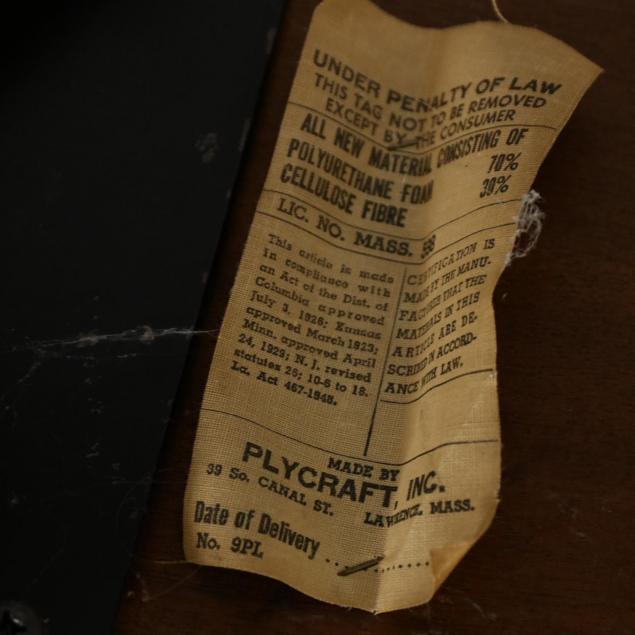 UNDER PENALTY OF LAW
THIS TAG NOT TO BE REMOVED
EXCEPT BY THE CONSUMER
ALL NEW MATERIAL CONSISTING OF
POLYURETHANE FOAM 70%
CELLULOSE FIBRE 30%
LIC. NO. MASS.
This article is made
in compliance with
an Act of the Dist. of
Columbia approved
July 3, 1926; Kansas
approved March 1923;
Minn. approved April
24, 1929; N. J. revised
statutes 26; 10-6 to 18.
La. Act 467-1948.
CERTIFICATION IS
MADE BY THE MANU-
FACTURER THAT THE
MATERIALS IN THIS
ARTICLE ARE DE-
SCRIBED IN ACCORD-
ANCE WITH LAW.
MADE BY
PLYCRAFT, INC.
39 So. CANAL ST. LAWRENCE, MASS.
Date of Delivery
No. 9PL